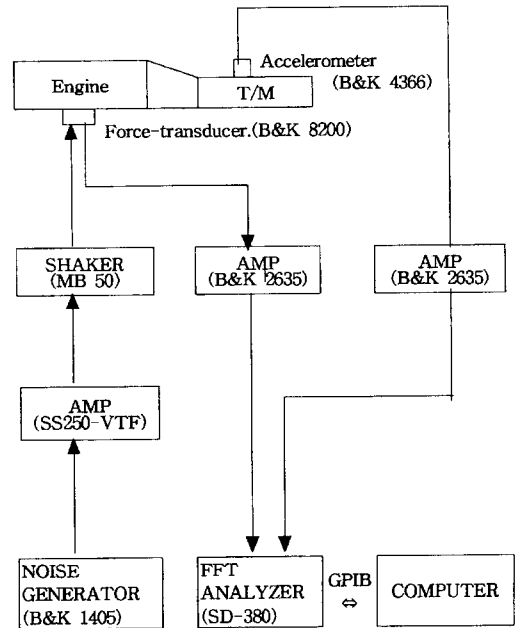 Engine
T/M
Accelerometer
(B&K 4366)
Force-transducer.(B&K 8200)
SHAKER
(MB 50)
AMP
(B&K 2635)
AMP
(B&K 2635)
AMP
(SS250-VTF)
NOISE
GENERATOR
(B&K 1405)
FFT
ANALYZER
(SD-380)
GPIB
⇔
COMPUTER